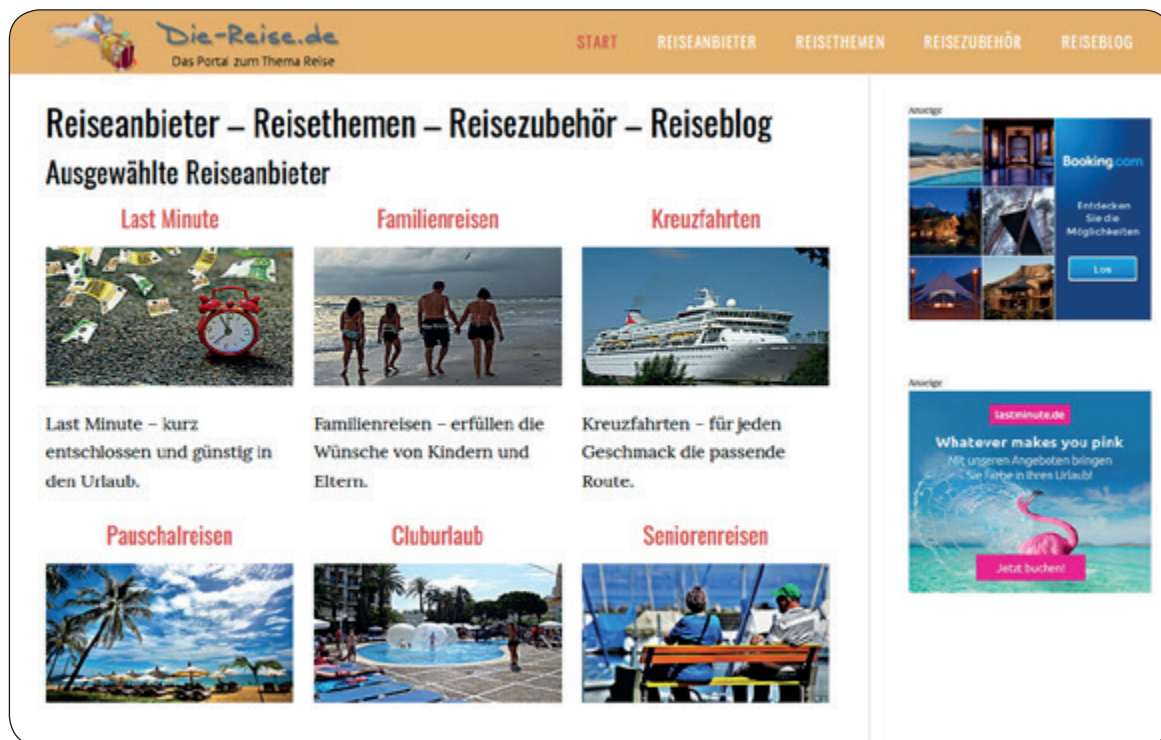 Die-Reise.de
Das Portal zum Thema Reise
START REISEANBIETER REISETHEMEN REISEZUBEHÖR REISEBLOG
Reiseanbieter – Reisethemen – Reisezubehör – Reiseblog
Ausgewählte Reiseanbieter
Last Minute
Last Minute – kurz
entschlossen und günstig in
den Urlaub.
Familienreisen
Familienreisen – erfüllen die
Wünsche von Kindern und
Eltern.
Kreuzfahrten
Kreuzfahrten – für jeden
Geschmack die passende
Route.
Pauschalreisen
Cluburlaub
Seniorenreisen
Anzeige
Booking.com
Entdecken
Sie die
Möglichkeiten
Los
Anzeige
lastminute.de
Whatever makes you pink
Mit unseren Angeboten bringen
Sie Farbe in Ihren Urlaub!
Jetzt buchen!